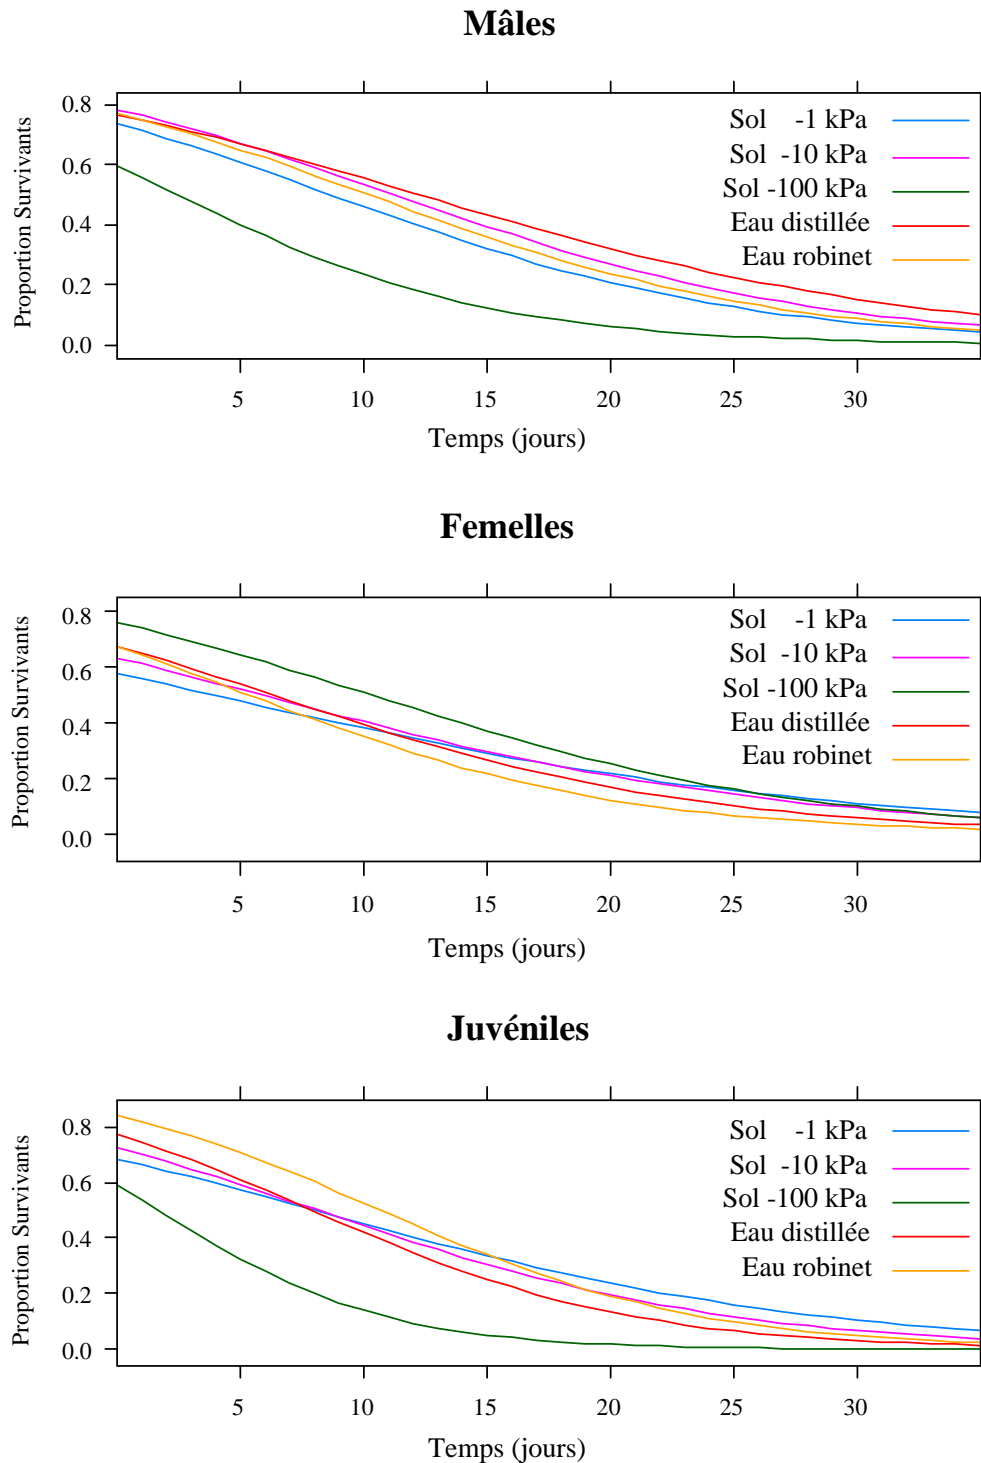 Mâles
Proportion Survivants
0.8
0.6
0.4
0.2
0.0
Sol -1 kPa
Sol -10 kPa
Sol -100 kPa
Eau distillée
Eau robinet
5 10 15 20 25 30
Temps (jours)
Femelles
Proportion Survivants
0.8
0.6
0.4
0.2
0.0
Sol -1 kPa
Sol -10 kPa
Sol -100 kPa
Eau distillée
Eau robinet
5 10 15 20 25 30
Temps (jours)
Juvéniles
Proportion Survivants
0.8
0.6
0.4
0.2
0.0
Sol -1 kPa
Sol -10 kPa
Sol -100 kPa
Eau distillée
Eau robinet
5 10 15 20 25 30
Temps (jours)